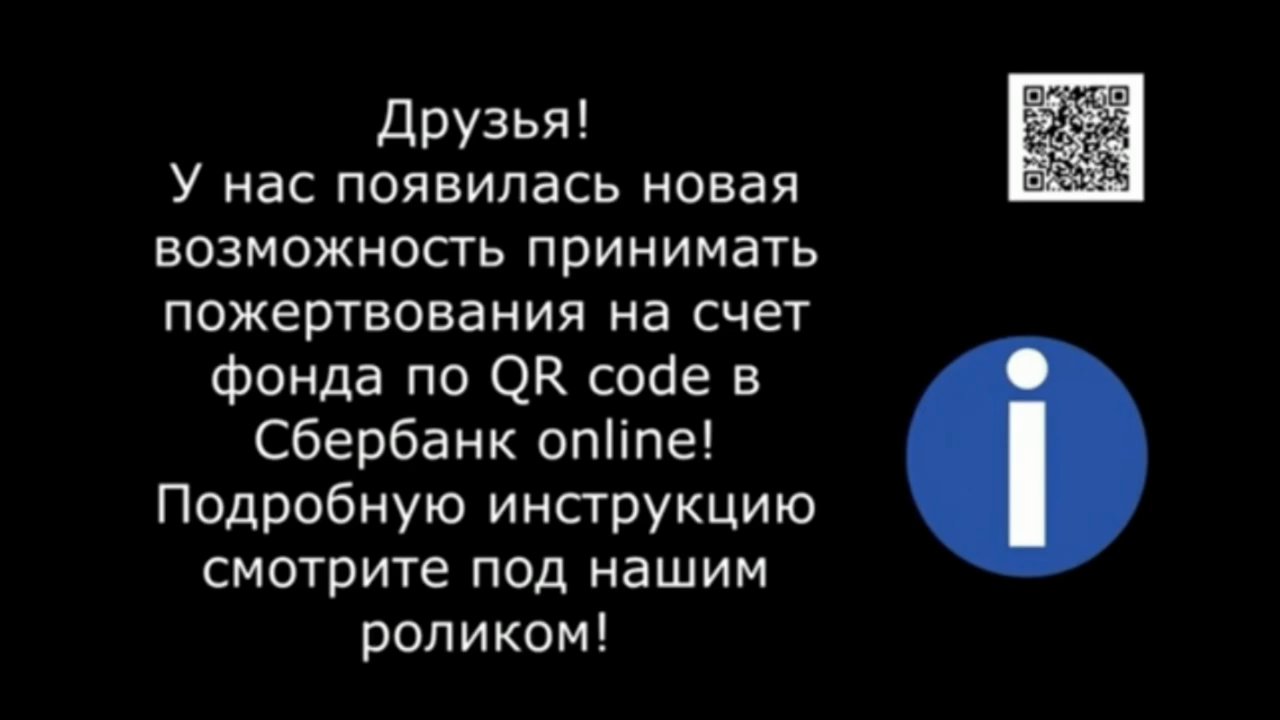 Друзья!
У нас появилась новая
возможность принимать
пожертвования на счет
фонда по QR code в
Сбербанк online!
Подробную инструкцию
смотрите под нашим
роликом!
i